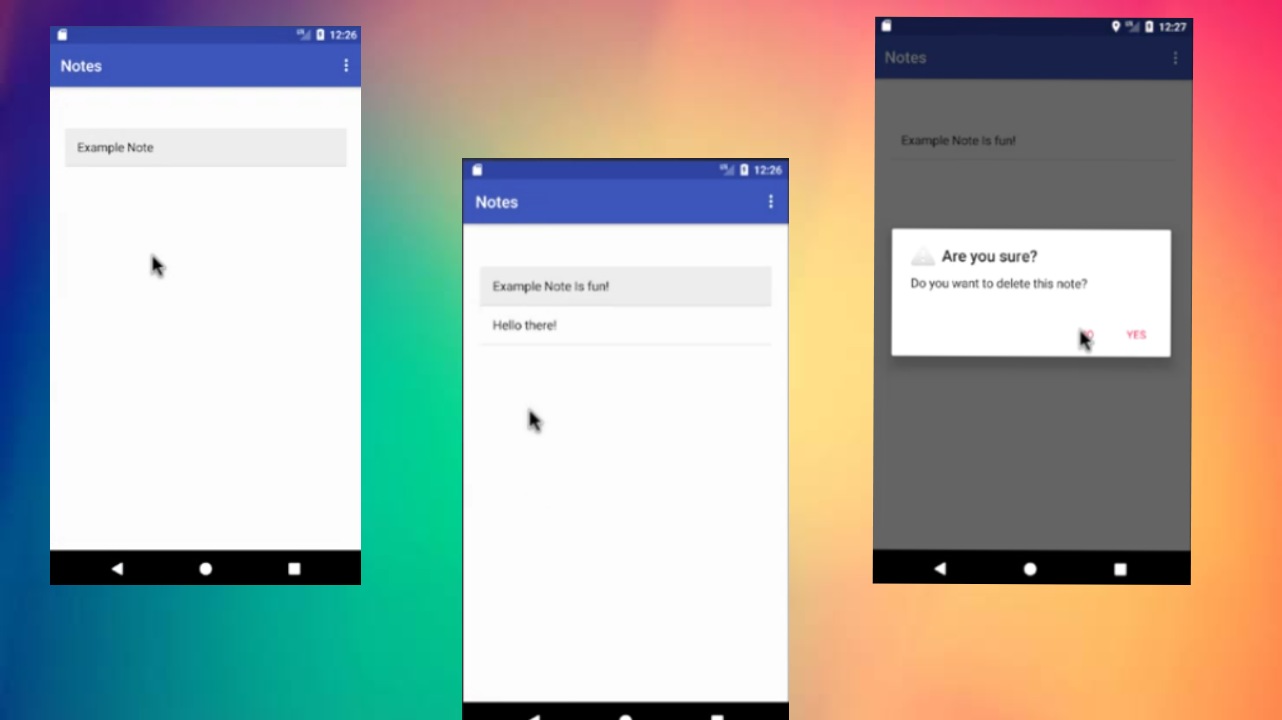 12:26
Notes
Example Note
12:26
Notes
Example Note Is fun!
Hello there!
12:27
Notes
Example Note Is fun!
Are you sure?
Do you want to delete this note?
YES